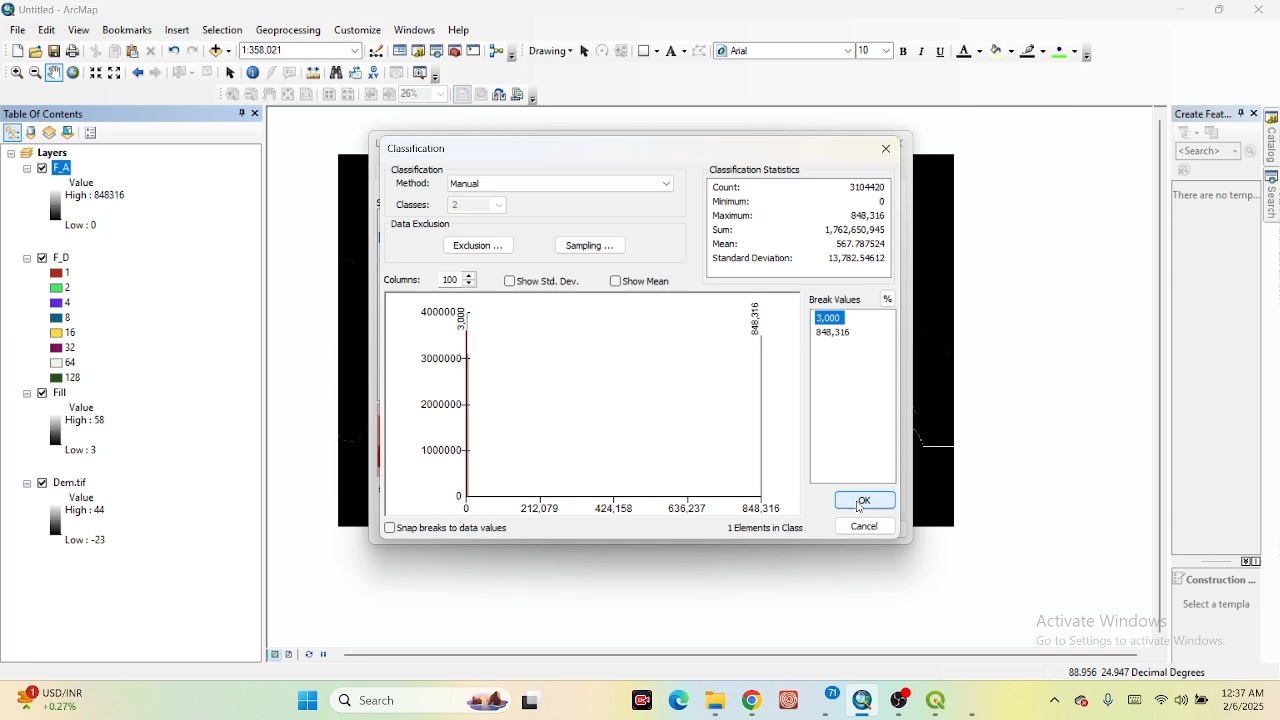 Untitled - ArcMap
File Edit View Bookmarks Insert Selection Geoprocessing Customize Windows Help
1:358,021 Drawing Arial 10 B I U A
26%
Table Of Contents
Layers
F_A
Value
High : 848316
Low : 0
F_D
1
2
4
8
16
32
64
128
Fill
Value
High : 58
Low : 3
Dem.tif
Value
High : 44
Low : -23
Classification
Classification
Method: Manual
Classes: 2
Data Exclusion
Exclusion ... Sampling ...
Columns: 100 Show Std. Dev. Show Mean
Classification Statistics
Count: 3104420
Minimum: 0
Maximum: 848,316
Sum: 1,762,650,945
Mean: 567.787524
Standard Deviation: 13,782.54612
Break Values %
3,000
848,316
4000000
3000000
2000000
1000000
0
3,000
848,316
0 212,079 424,158 636,237 848,316
Snap breaks to data values 1 Elements in Class
OK
Cancel
Create Feat...
<Search>
There are no temp...
Construction ...
Select a templa
Catalog
Search
Activate Windows
Go to Settings to activate Windows.
88.956 24.947 Decimal Degrees
1 USD/INR
+0.27%
Search
71
12:37 AM
2/6/2025